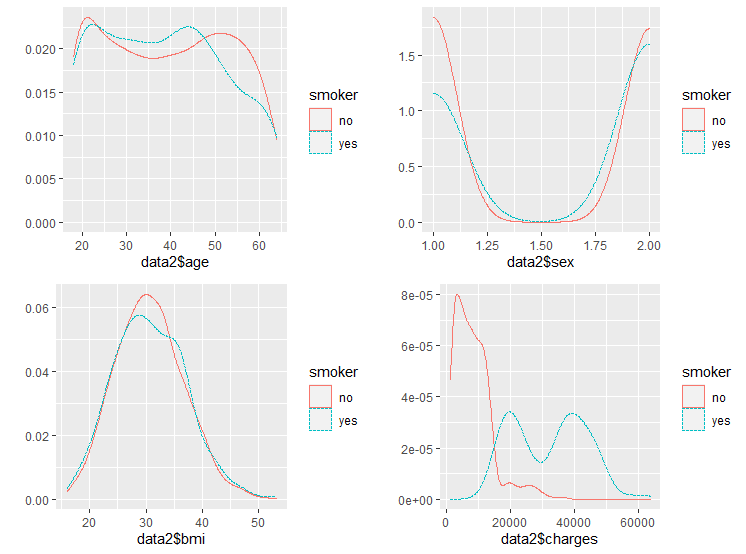 0.020
0.015
0.010
0.005
0.000
20 30 40 50 60
data2$age
smoker
no
yes
1.5
1.0
0.5
0.0
1.00 1.25 1.50 1.75 2.00
data2$sex
smoker
no
yes
0.06
0.04
0.02
0.00
20 30 40 50
data2$bmi
smoker
no
yes
8e-05
6e-05
4e-05
2e-05
0e+00
0 20000 40000 60000
data2$charges
smoker
no
yes